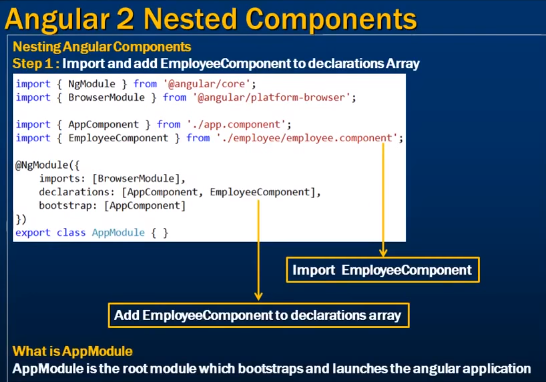 Angular 2 Nested Components
Nesting Angular Components
Step 1 : Import and add EmployeeComponent to declarations Array
import { NgModule } from '@angular/core';
import { BrowserModule } from '@angular/platform-browser';
import { AppComponent } from './app.component';
import { EmployeeComponent } from './employee/employee.component';
@NgModule({
    imports: [BrowserModule],
    declarations: [AppComponent, EmployeeComponent],
    bootstrap: [AppComponent]
})
export class AppModule { }
Import EmployeeComponent
Add EmployeeComponent to declarations array
What is AppModule
AppModule is the root module which bootstraps and launches the angular application